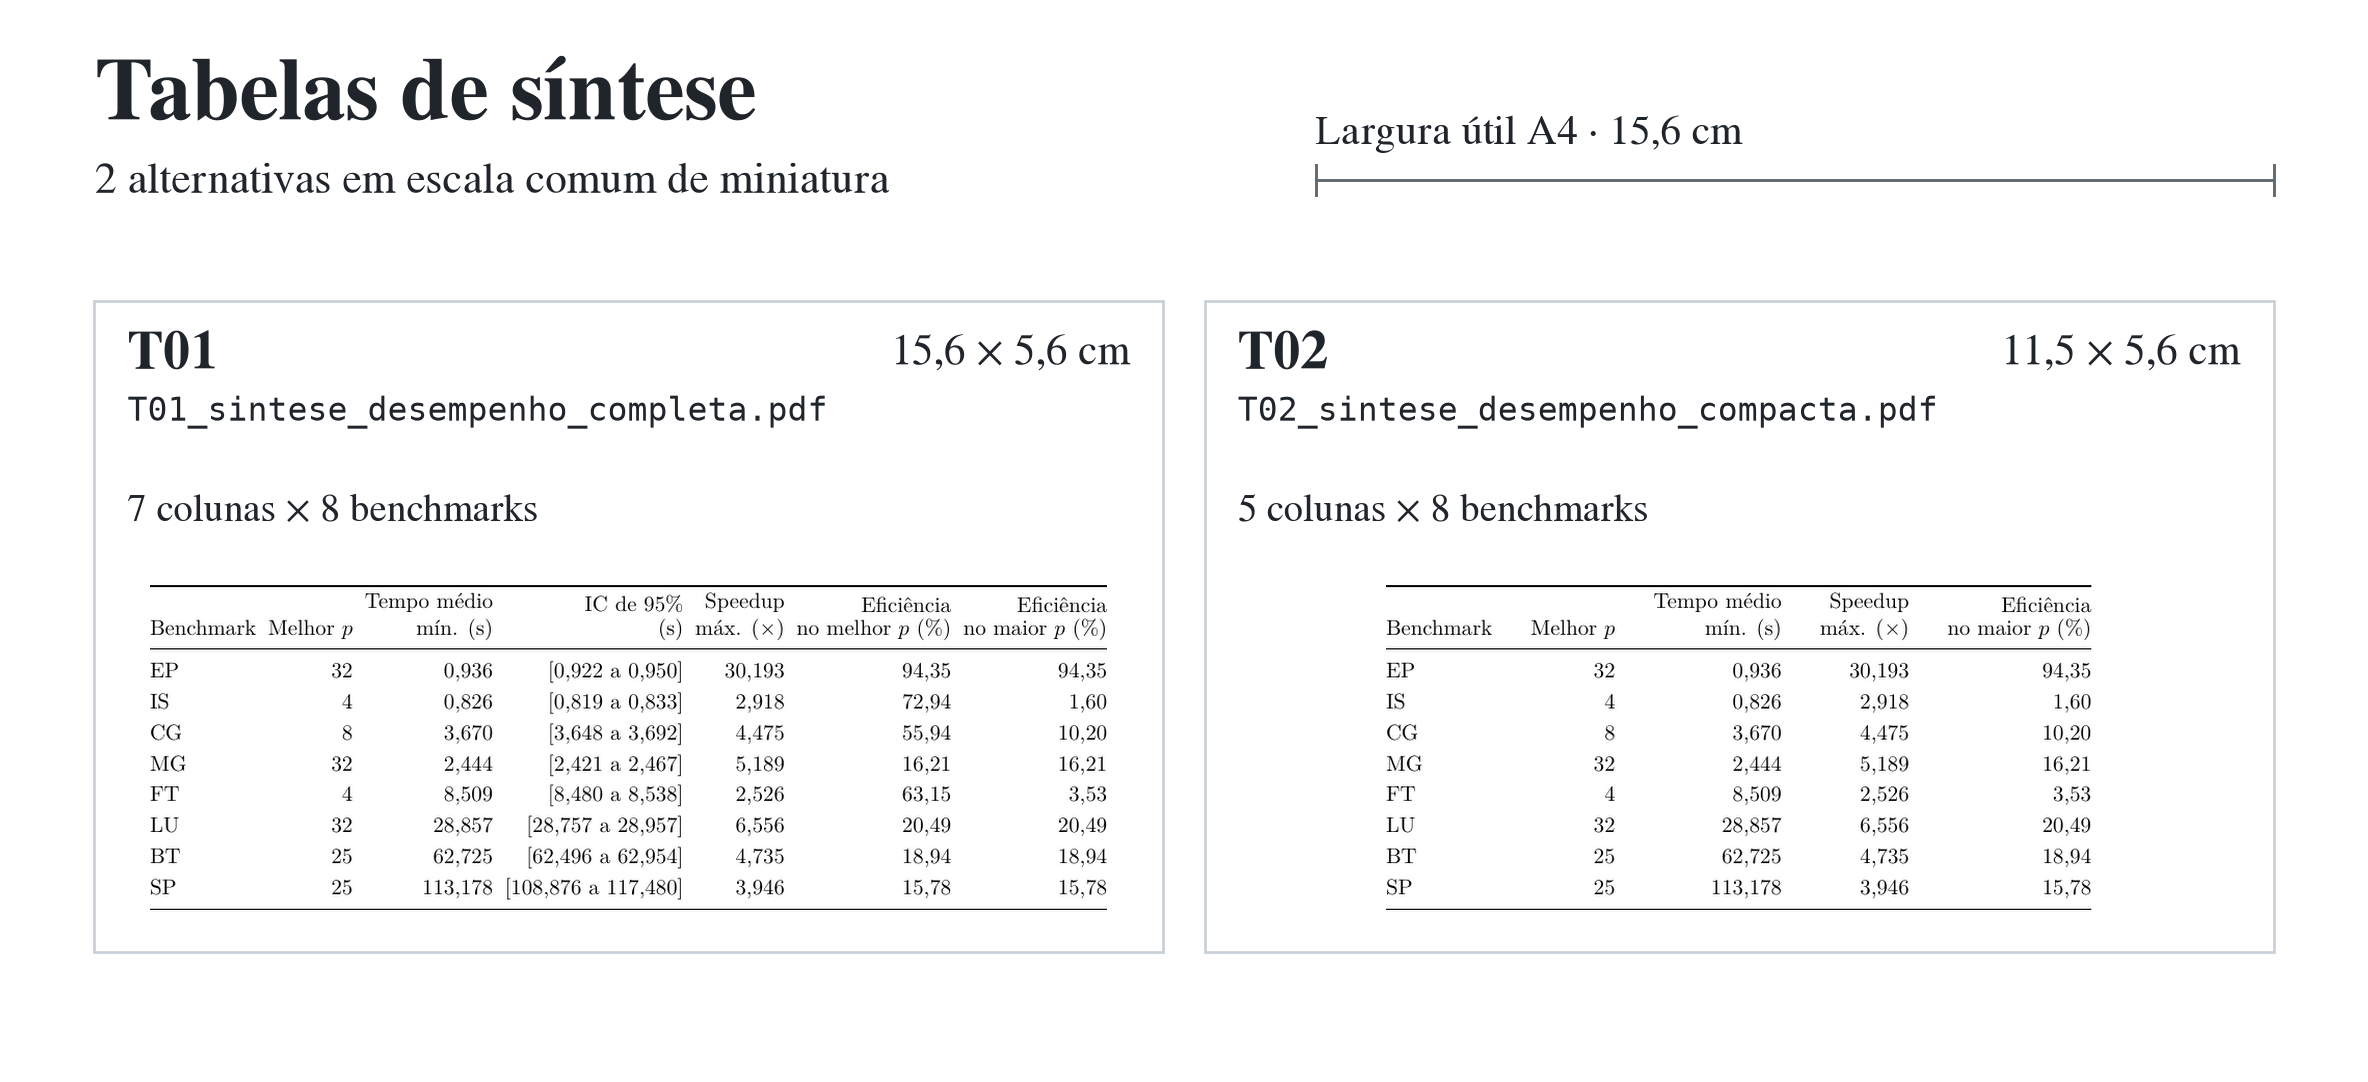 Tabelas de síntese
2 alternativas em escala comum de miniatura
Largura útil A4 · 15,6 cm
T01 15,6 × 5,6 cm
T01_sintese_desempenho_completa.pdf
7 colunas × 8 benchmarks
Tempo médio IC de 95% Speedup Eficiência Eficiência
Benchmark Melhor p mín. (s) (s) máx. (×) no melhor p (%) no maior p (%)
EP 32 0,936 [0,922 a 0,950] 30,193 94,35 94,35
IS 4 0,826 [0,819 a 0,833] 2,918 72,94 1,60
CG 8 3,670 [3,648 a 3,692] 4,475 55,94 10,20
MG 32 2,444 [2,421 a 2,467] 5,189 16,21 16,21
FT 4 8,509 [8,480 a 8,538] 2,526 63,15 3,53
LU 32 28,857 [28,757 a 28,957] 6,556 20,49 20,49
BT 25 62,725 [62,496 a 62,954] 4,735 18,94 18,94
SP 25 113,178 [108,876 a 117,480] 3,946 15,78 15,78
T02 11,5 × 5,6 cm
T02_sintese_desempenho_compacta.pdf
5 colunas × 8 benchmarks
Tempo médio Speedup Eficiência
Benchmark Melhor p mín. (s) máx. (×) no maior p (%)
EP 32 0,936 30,193 94,35
IS 4 0,826 2,918 1,60
CG 8 3,670 4,475 10,20
MG 32 2,444 5,189 16,21
FT 4 8,509 2,526 3,53
LU 32 28,857 6,556 20,49
BT 25 62,725 4,735 18,94
SP 25 113,178 3,946 15,78